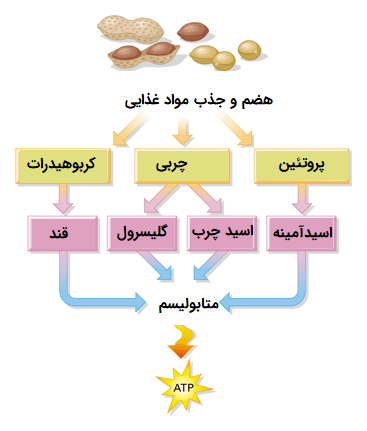 هضم و جذب مواد غذایی
پروتئین
چربی
کربوهیدرات
اسیدآمینه
اسید چرب
گلیسرول
قند
متابولیسم
ATP